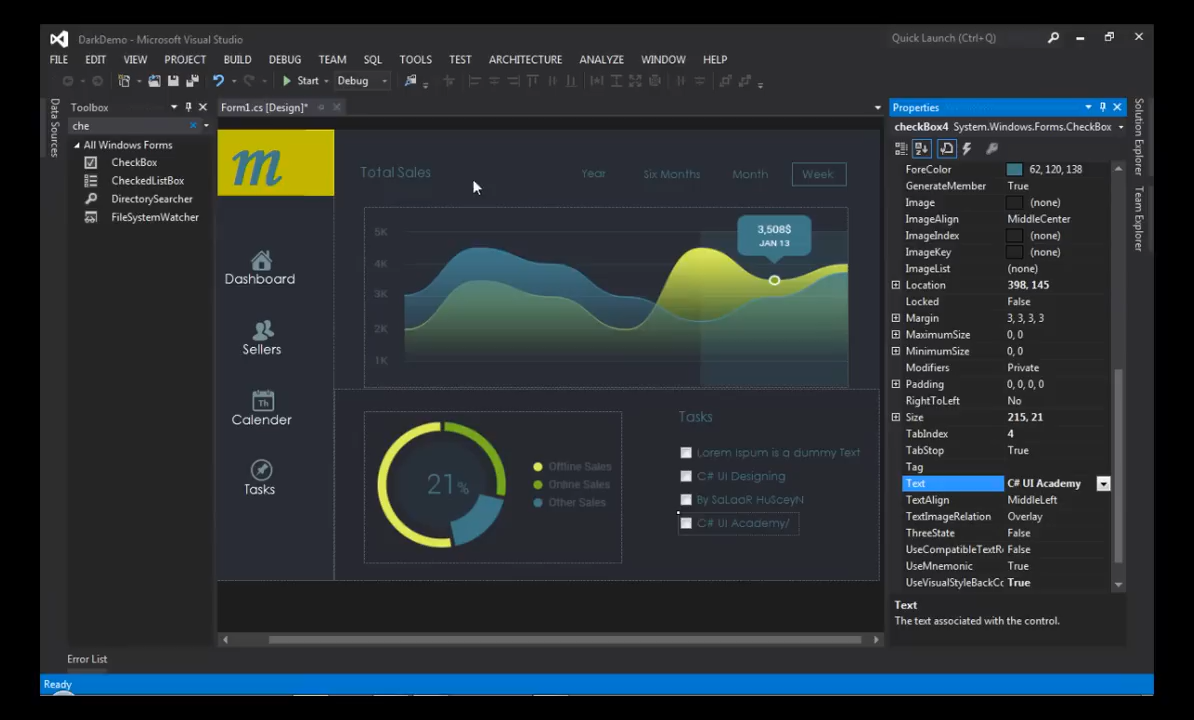 DarkDemo - Microsoft Visual Studio
Quick Launch (Ctrl+Q)
FILE EDIT VIEW PROJECT BUILD DEBUG TEAM SQL TOOLS TEST ARCHITECTURE ANALYZE WINDOW HELP
Start Debug
Data Sources
Toolbox
che
All Windows Forms
CheckBox
CheckedListBox
DirectorySearcher
FileSystemWatcher
Form1.cs [Design]*
m
Dashboard
Sellers
Th
Calender
Tasks
Total Sales
Year Six Months Month Week
5K
4K
3K
2K
1K
3,508$
JAN 13
21%
Offline Sales
Online Sales
Other Sales
Tasks
Lorem Ispum is a dummy Text
C# UI Designing
By SaLaaR HuSceyN
C# UI Academy/
Properties
checkBox4 System.Windows.Forms.CheckBox
ForeColor 62, 120, 138
GenerateMember True
Image (none)
ImageAlign MiddleCenter
ImageIndex (none)
ImageKey (none)
ImageList (none)
Location 398, 145
Locked False
Margin 3, 3, 3, 3
MaximumSize 0, 0
MinimumSize 0, 0
Modifiers Private
Padding 0, 0, 0, 0
RightToLeft No
Size 215, 21
TabIndex 4
TabStop True
Tag
Text C# UI Academy
TextAlign MiddleLeft
TextImageRelation Overlay
ThreeState False
UseCompatibleTextR False
UseMnemonic True
UseVisualStyleBackCo True
Text
The text associated with the control.
Solution Explorer
Team Explorer
Error List
Ready